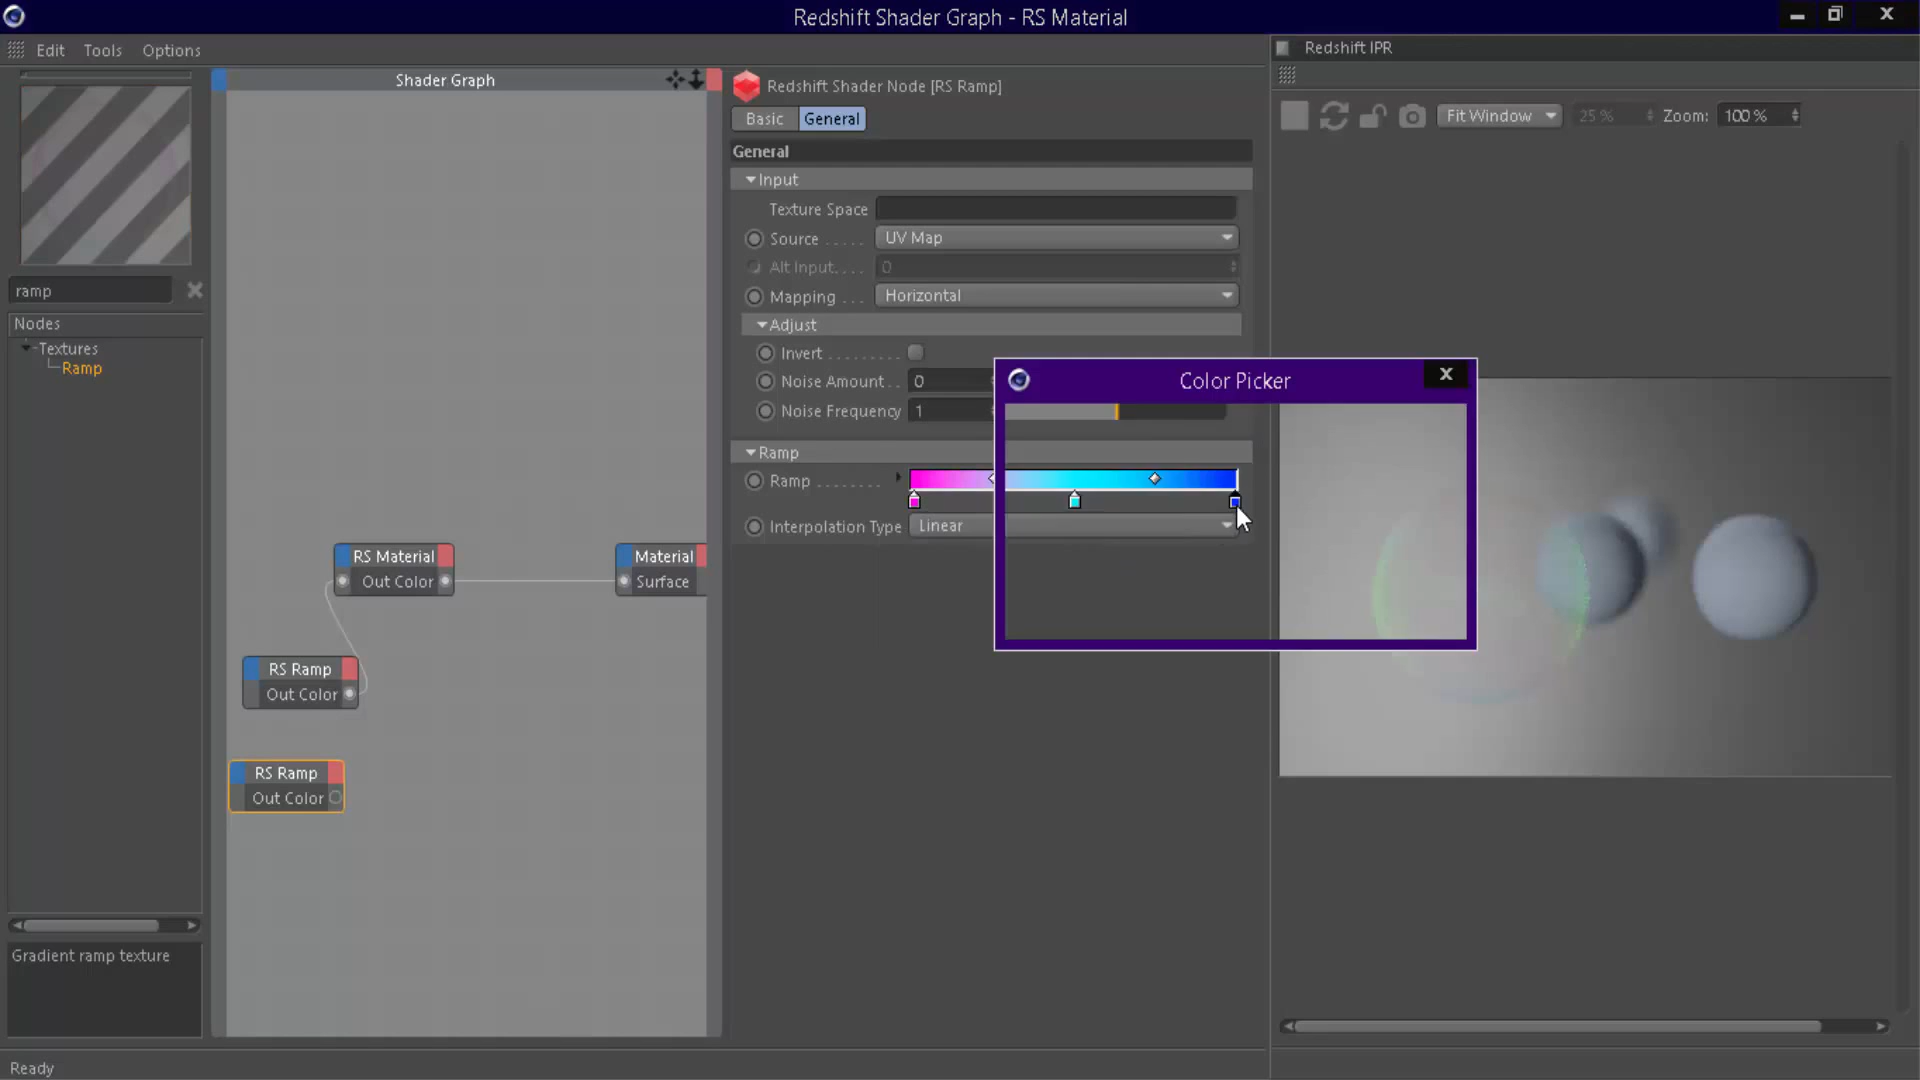 Redshift Shader Graph - RS Material
Edit Tools Options
Redshift IPR
Shader Graph
Redshift Shader Node [RS Ramp]
Basic General
Fit Window 25 % Zoom: 100 %
General
Input
Texture Space
Source . . . . . UV Map
Alt Input. . . . 0
Mapping . . . Horizontal
Adjust
Invert . . . . . . . . .
Noise Amount . . 0
Noise Frequency 1
Color Picker
Ramp
Ramp . . . . . . . .
Interpolation Type Linear
ramp
Nodes
Textures
Ramp
RS Material
Out Color
Material
Surface
RS Ramp
Out Color
RS Ramp
Out Color
Gradient ramp texture
Ready